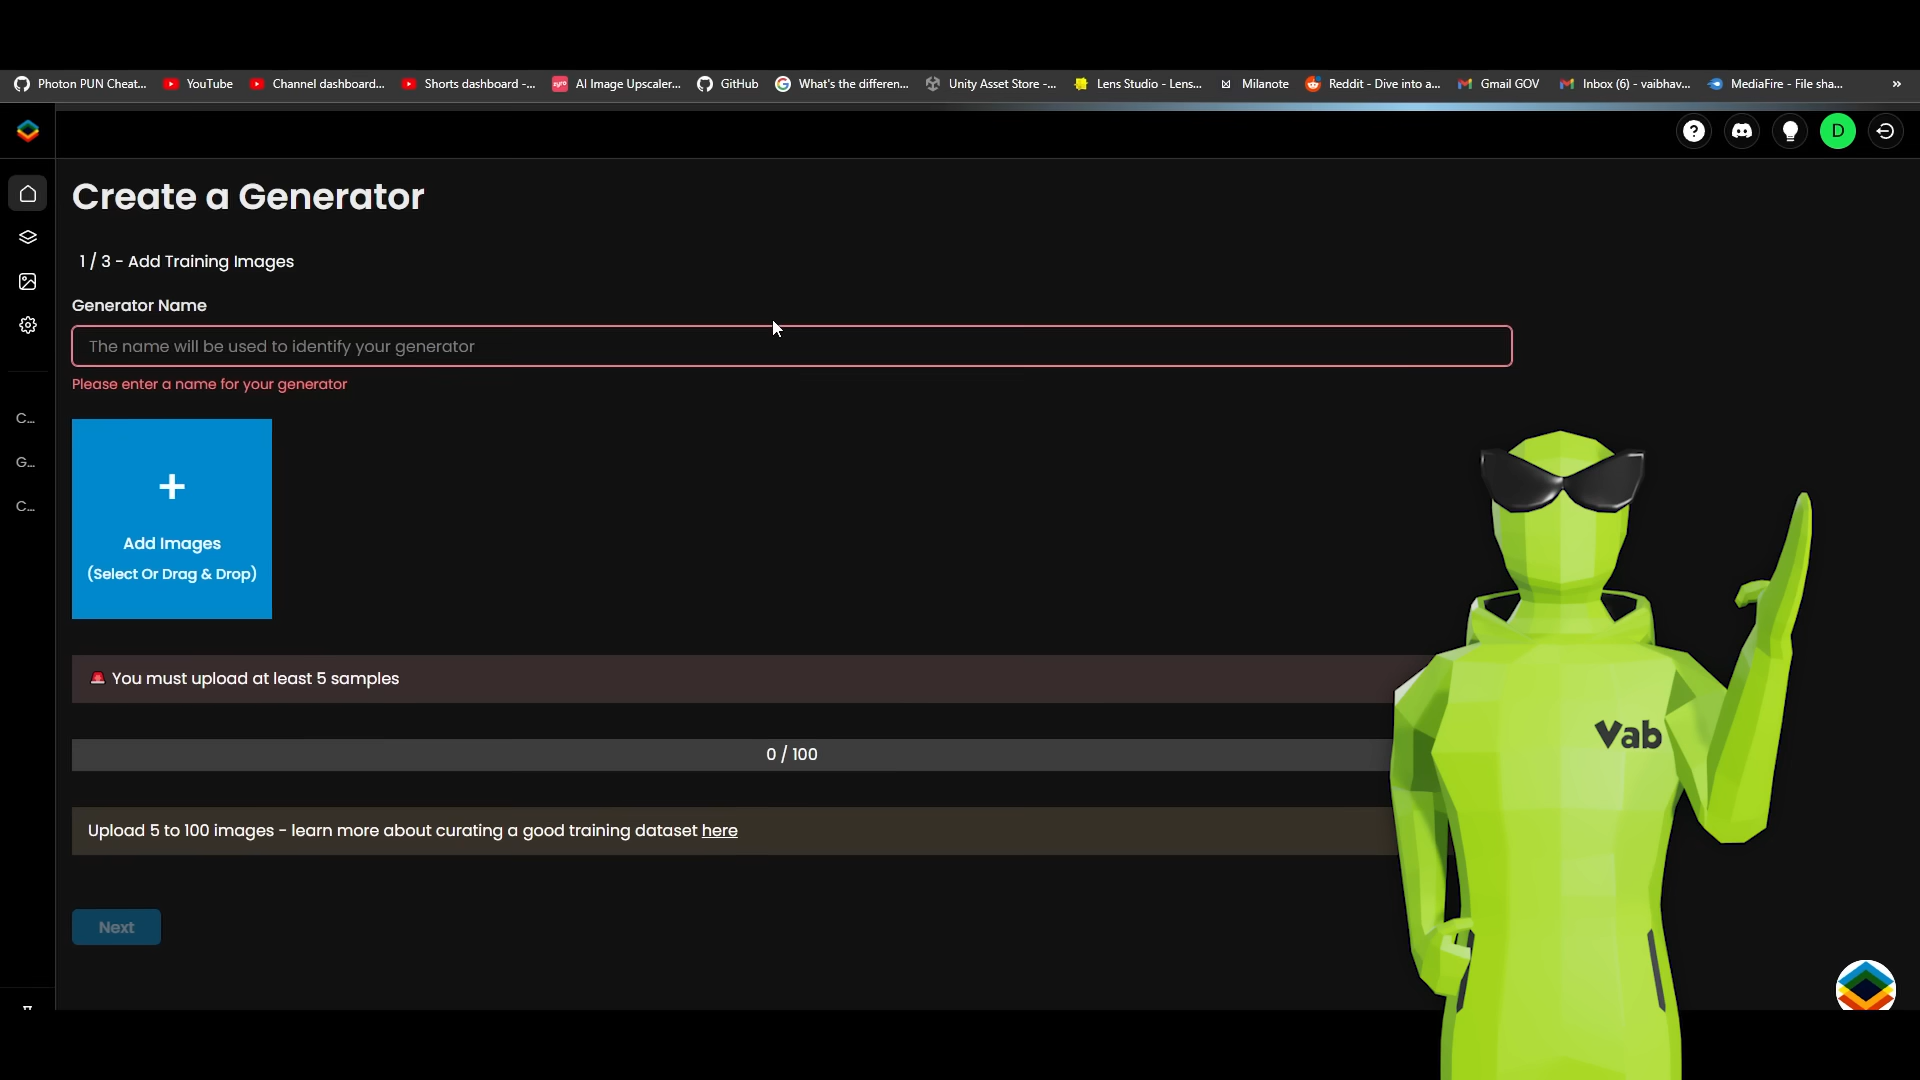 Photon PUN Cheat... YouTube Channel dashboard... Shorts dashboard -... AI Image Upscaler... GitHub What's the differen... Unity Asset Store -... Lens Studio - Lens... Milanote Reddit - Dive into a... Gmail GOV Inbox (6) - vaibhav... MediaFire - File sha... »
D
Create a Generator
1 / 3 - Add Training Images
Generator Name
The name will be used to identify your generator
Please enter a name for your generator
C...
G...
C...
+
Add Images
(Select Or Drag & Drop)
You must upload at least 5 samples
Vab
0 / 100
Upload 5 to 100 images - learn more about curating a good training dataset here
Next